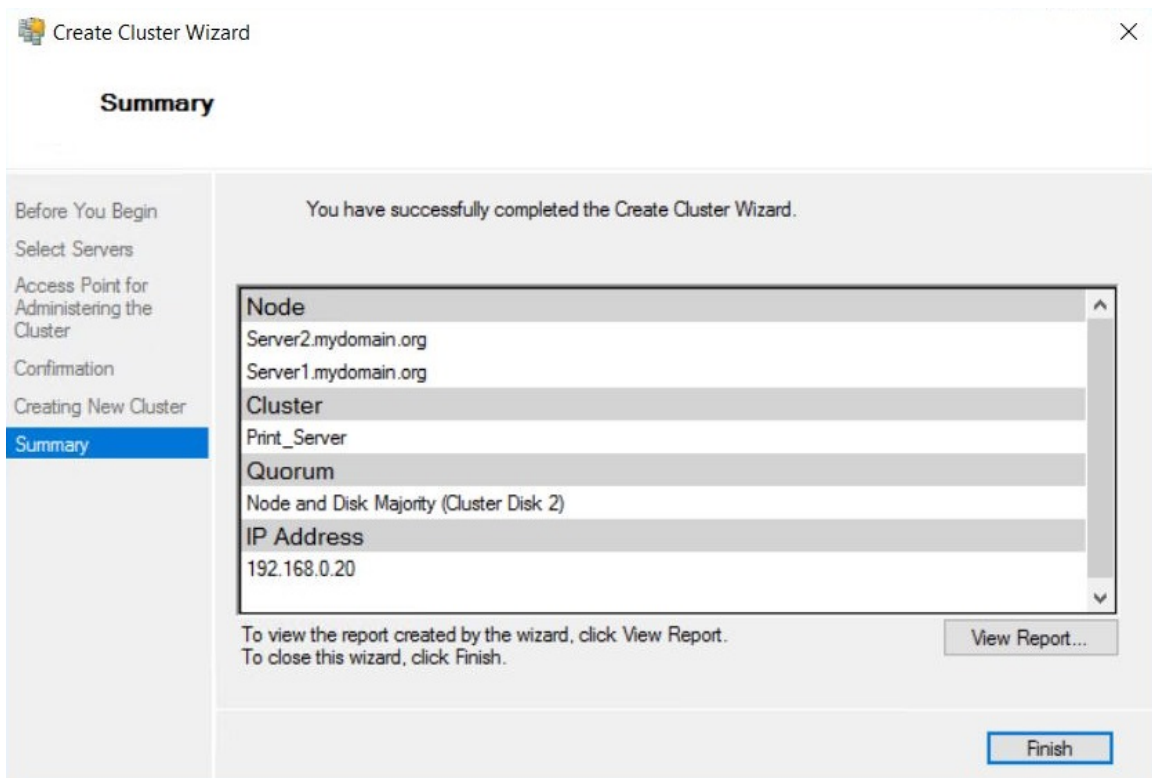 Create Cluster Wizard
Summary
Before You Begin
Select Servers
Access Point for
Administering the
Cluster
Confirmation
Creating New Cluster
Summary
You have successfully completed the Create Cluster Wizard.
Node
Server2.mydomain.org
Server1.mydomain.org
Cluster
Print_Server
Quorum
Node and Disk Majority (Cluster Disk 2)
IP Address
192.168.0.20
To view the report created by the wizard, click View Report.
To close this wizard, click Finish.
View Report...
Finish